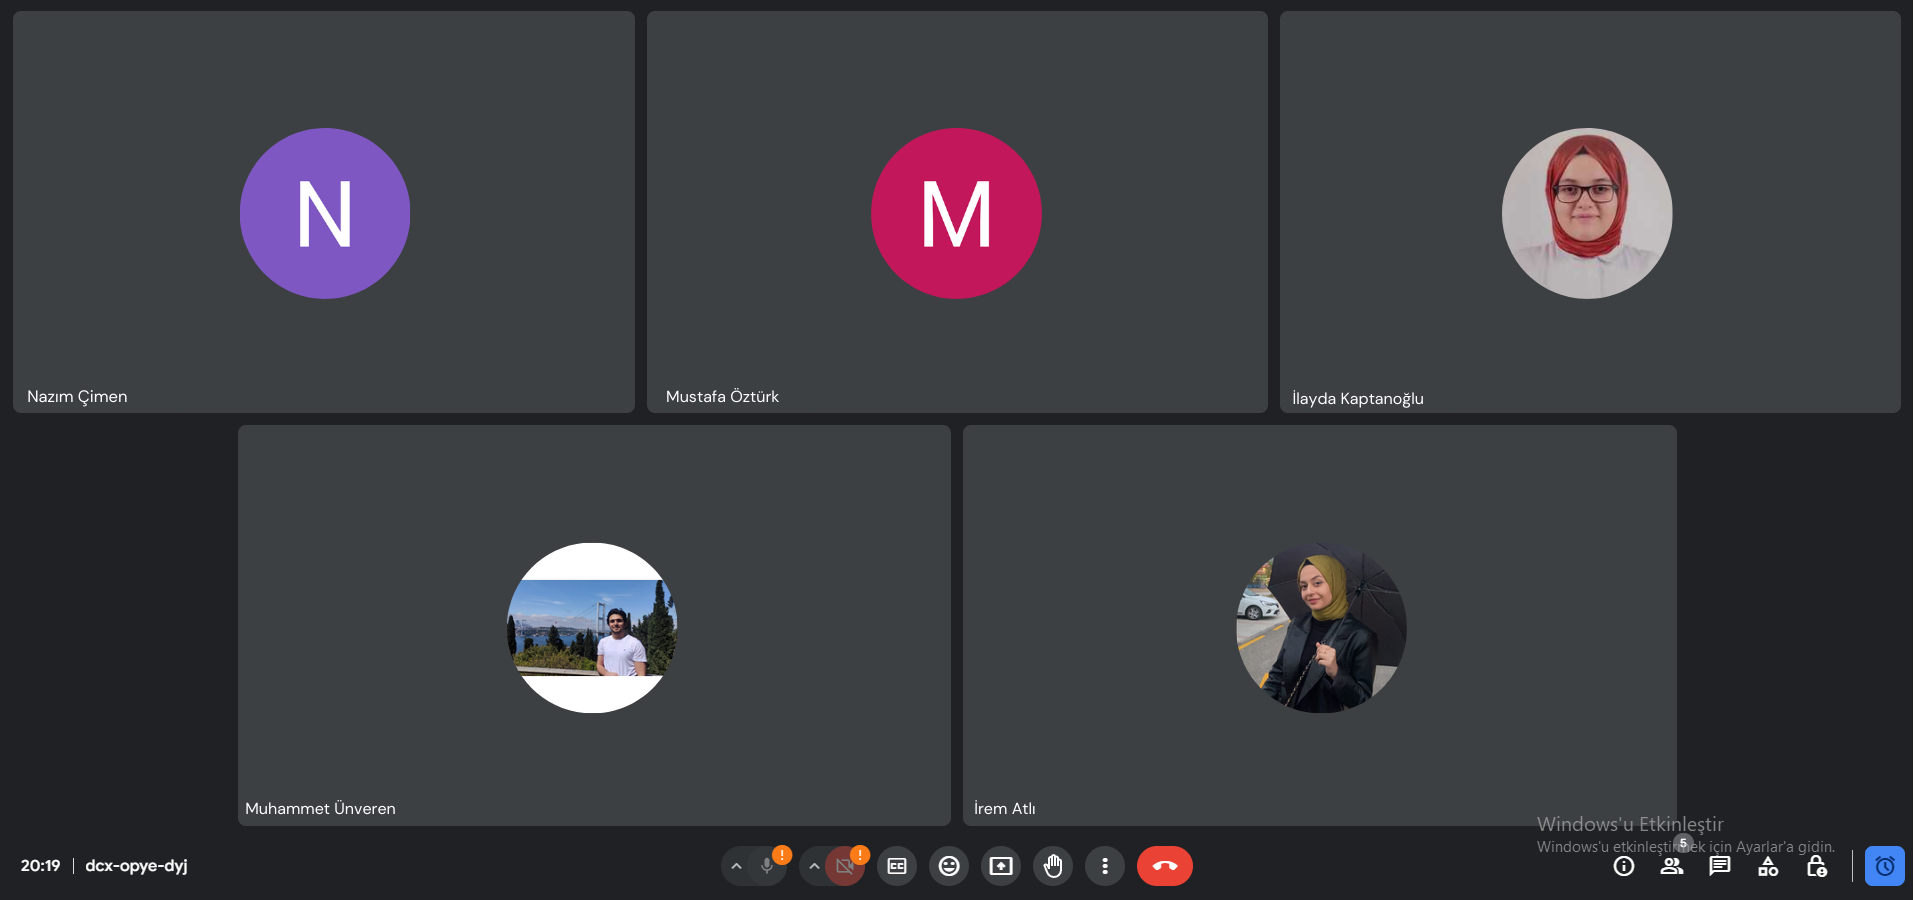 N
M
Nazım Çimen
Mustafa Öztürk
İlayda Kaptanoğlu
Muhammet Ünveren
İrem Atlı
Windows'u Etkinleştir
Windows'u etkinleştirmek için Ayarlar'a gidin.
20:19 | dcx-opye-dyj
!
!
CC
5